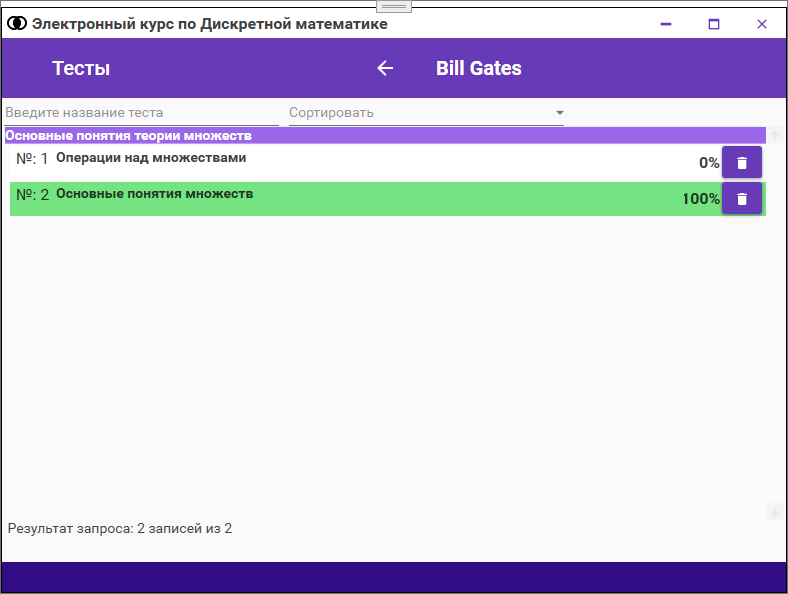 Электронный курс по Дискретной математике
Тесты
Bill Gates
Введите название теста
Сортировать
Основные понятия теории множеств
№: 1 Операции над множествами 0%
№: 2 Основные понятия множеств 100%
Результат запроса: 2 записей из 2